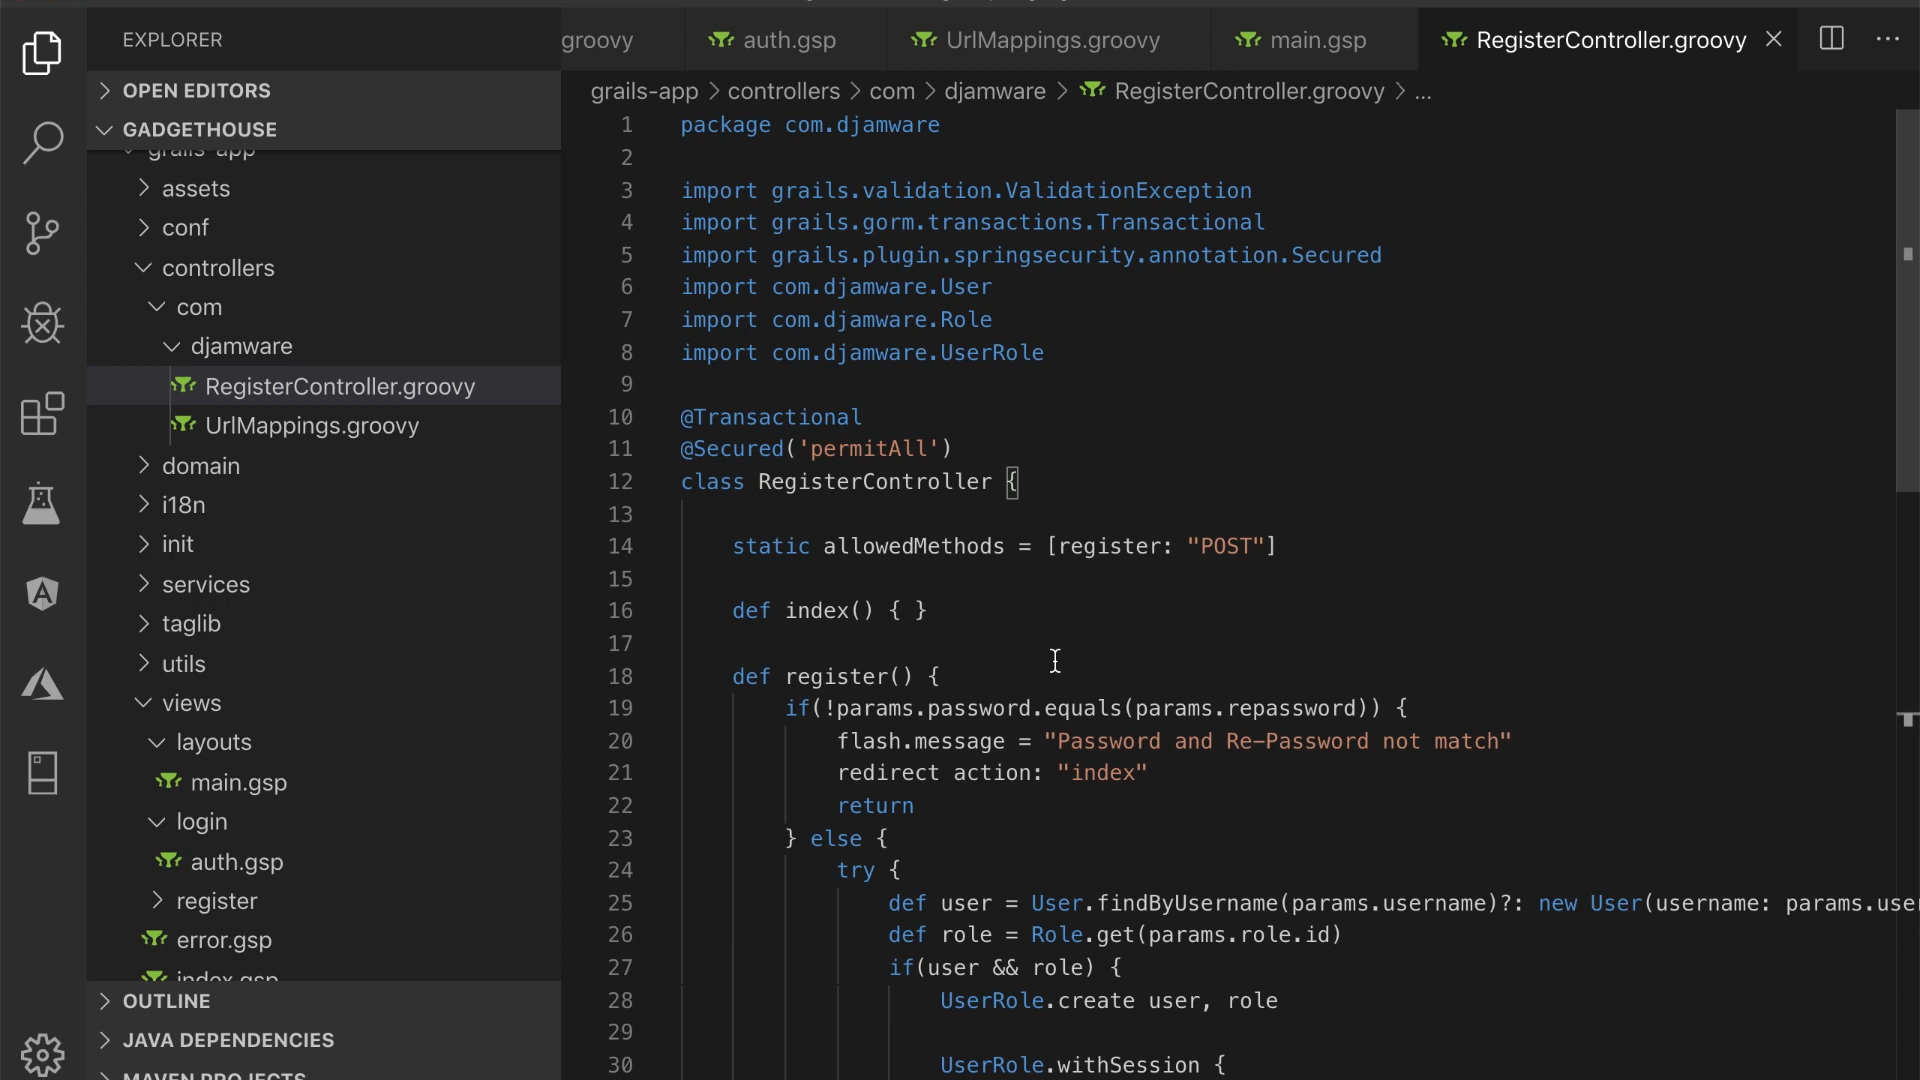 EXPLORER
OPEN EDITORS
GADGETHOUSE
grails-app
assets
conf
controllers
com
djamware
RegisterController.groovy
UrlMappings.groovy
domain
i18n
init
services
taglib
utils
views
layouts
main.gsp
login
auth.gsp
register
error.gsp
index.gsp
OUTLINE
JAVA DEPENDENCIES
MAVEN PROJECTS
groovy auth.gsp UrlMappings.groovy main.gsp RegisterController.groovy
grails-app > controllers > com > djamware > RegisterController.groovy > ...
1 package com.djamware
2
3 import grails.validation.ValidationException
4 import grails.gorm.transactions.Transactional
5 import grails.plugin.springsecurity.annotation.Secured
6 import com.djamware.User
7 import com.djamware.Role
8 import com.djamware.UserRole
9
10 @Transactional
11 @Secured('permitAll')
12 class RegisterController {
13
14 static allowedMethods = [register: "POST"]
15
16 def index() { }
17
18 def register() {
19 if(!params.password.equals(params.repassword)) {
20 flash.message = "Password and Re-Password not match"
21 redirect action: "index"
22 return
23 } else {
24 try {
25 def user = User.findByUsername(params.username)?: new User(username: params.use
26 def role = Role.get(params.role.id)
27 if(user && role) {
28 UserRole.create user, role
29
30 UserRole.withSession {